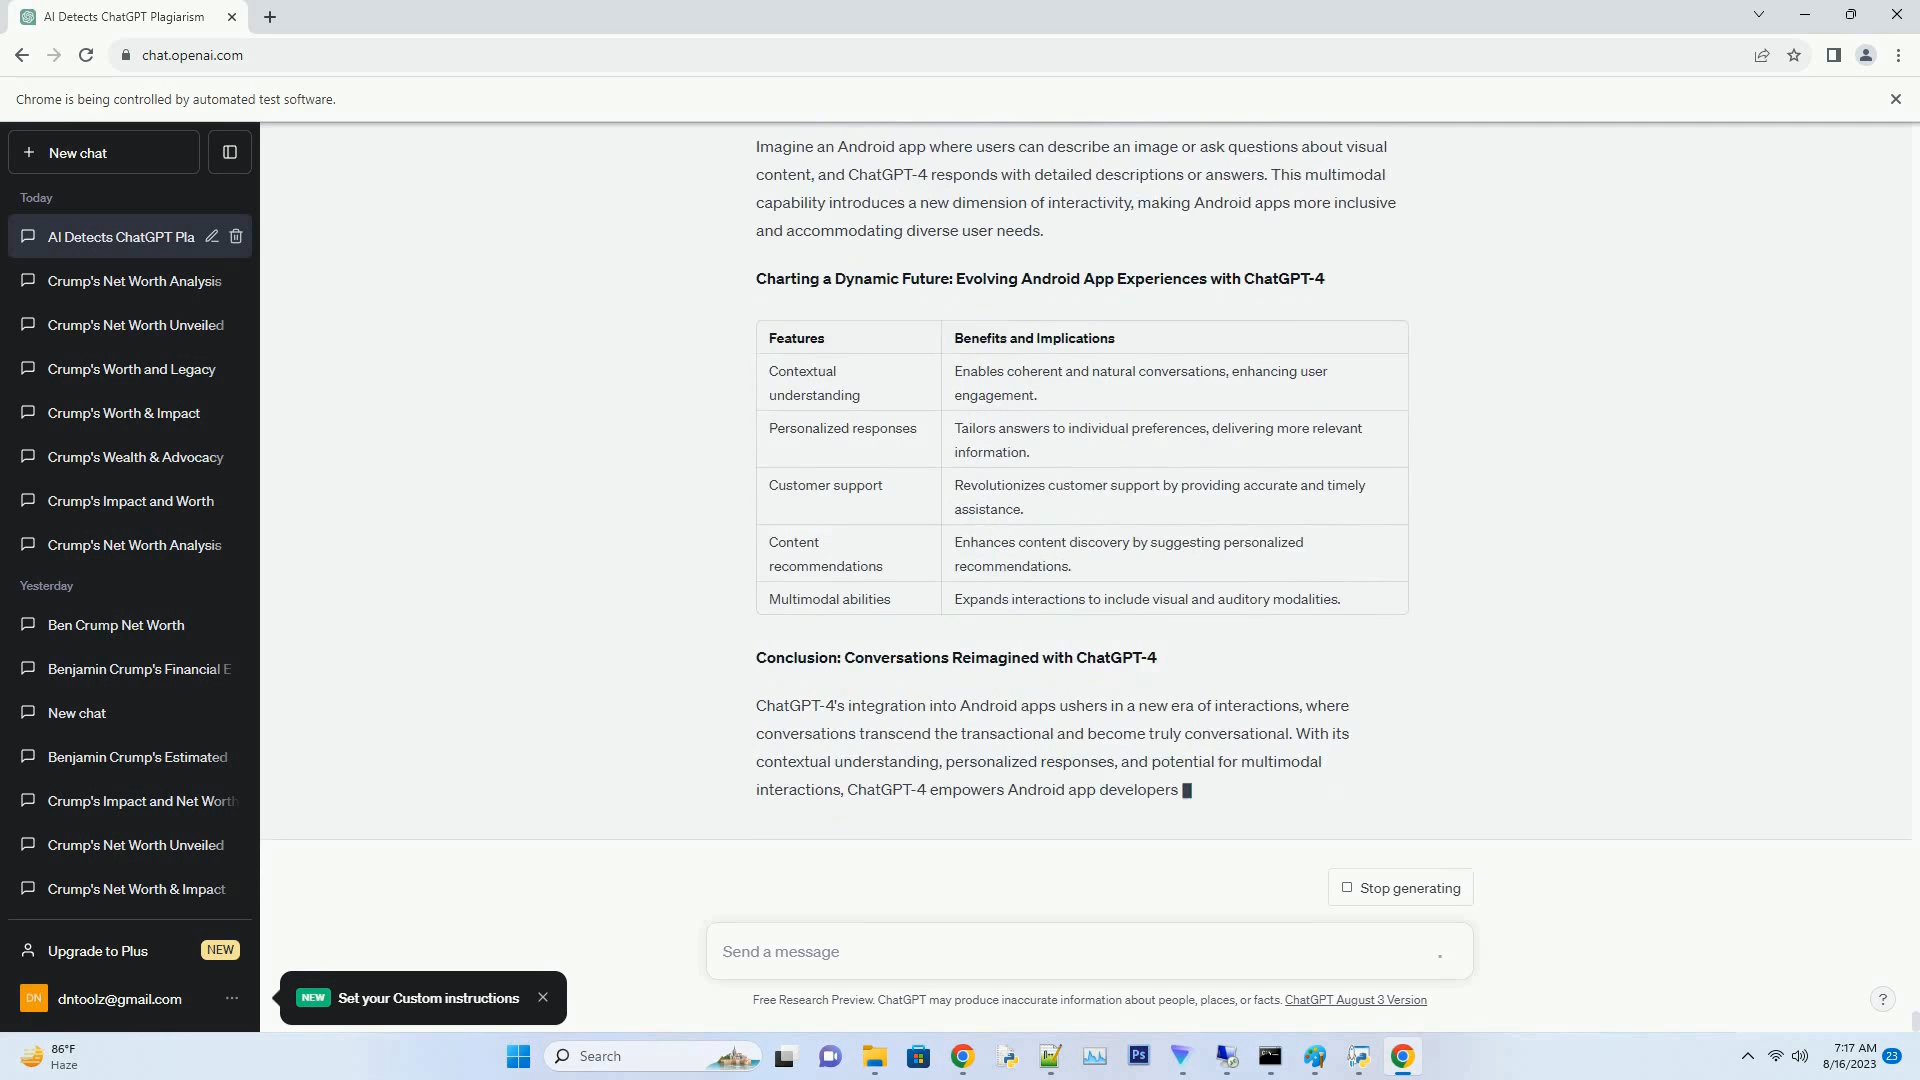 AI Detects ChatGPT Plagiarism
chat.openai.com
Chrome is being controlled by automated test software.
New chat
Today
AI Detects ChatGPT Pla
Crump's Net Worth Analysis
Crump's Net Worth Unveiled
Crump's Worth and Legacy
Crump's Worth & Impact
Crump's Wealth & Advocacy
Crump's Impact and Worth
Crump's Net Worth Analysis
Yesterday
Ben Crump Net Worth
Benjamin Crump's Financial E
New chat
Benjamin Crump's Estimated
Crump's Impact and Net Worth
Crump's Net Worth Unveiled
Crump's Net Worth & Impact
Upgrade to Plus NEW
DN dntoolz@gmail.com
Imagine an Android app where users can describe an image or ask questions about visual
content, and ChatGPT-4 responds with detailed descriptions or answers. This multimodal
capability introduces a new dimension of interactivity, making Android apps more inclusive
and accommodating diverse user needs.
Charting a Dynamic Future: Evolving Android App Experiences with ChatGPT-4
Features Benefits and Implications
Contextual Enables coherent and natural conversations, enhancing user
understanding engagement.
Personalized responses Tailors answers to individual preferences, delivering more relevant
information.
Customer support Revolutionizes customer support by providing accurate and timely
assistance.
Content Enhances content discovery by suggesting personalized
recommendations recommendations.
Multimodal abilities Expands interactions to include visual and auditory modalities.
Conclusion: Conversations Reimagined with ChatGPT-4
ChatGPT-4's integration into Android apps ushers in a new era of interactions, where
conversations transcend the transactional and become truly conversational. With its
contextual understanding, personalized responses, and potential for multimodal
interactions, ChatGPT-4 empowers Android app developers
Stop generating
Send a message
NEW Set your Custom instructions
Free Research Preview. ChatGPT may produce inaccurate information about people, places, or facts. ChatGPT August 3 Version
?
86°F
Haze
Search
Ps
7:17 AM
8/16/2023
23